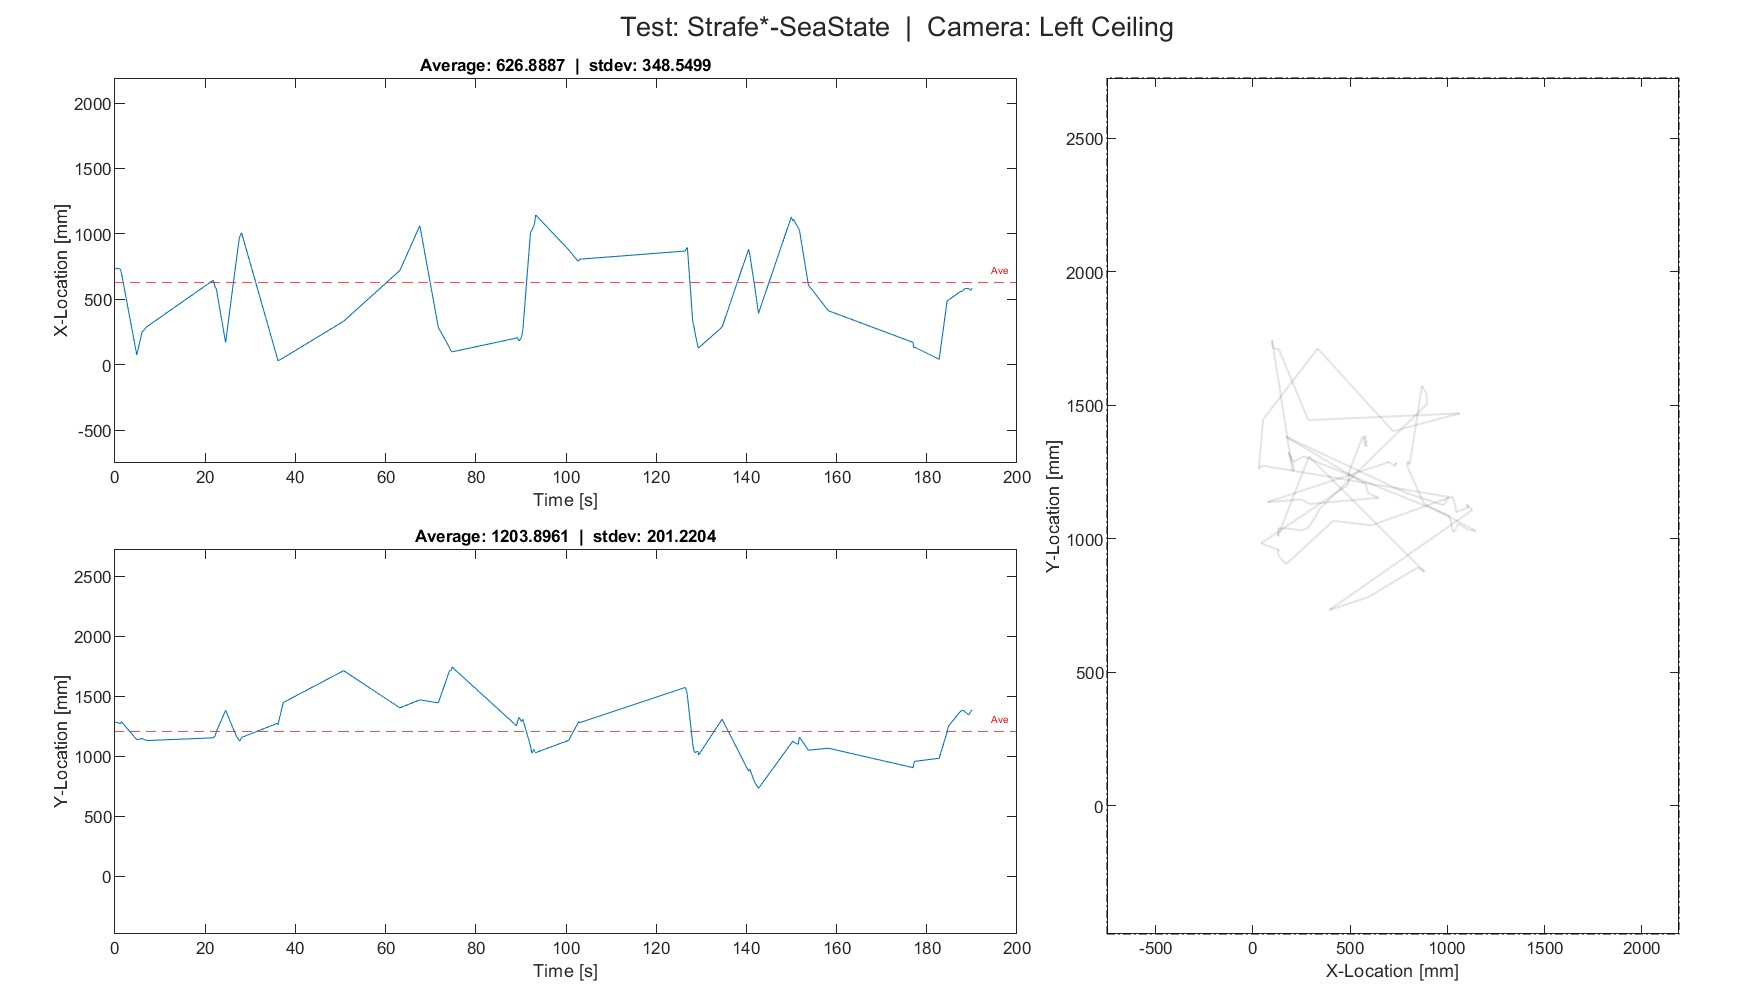 Test: Strafe*-SeaState | Camera: Left Ceiling
Average: 626.8887 | stdev: 348.5499
2000
1500
1000
500
0
-500
X-Location [mm]
Ave
0 20 40 60 80 100 120 140 160 180 200
Time [s]
Average: 1203.8961 | stdev: 201.2204
2500
2000
1500
1000
500
0
Y-Location [mm]
Ave
0 20 40 60 80 100 120 140 160 180 200
Time [s]
2500
2000
1500
1000
500
0
Y-Location [mm]
-500 0 500 1000 1500 2000
X-Location [mm]